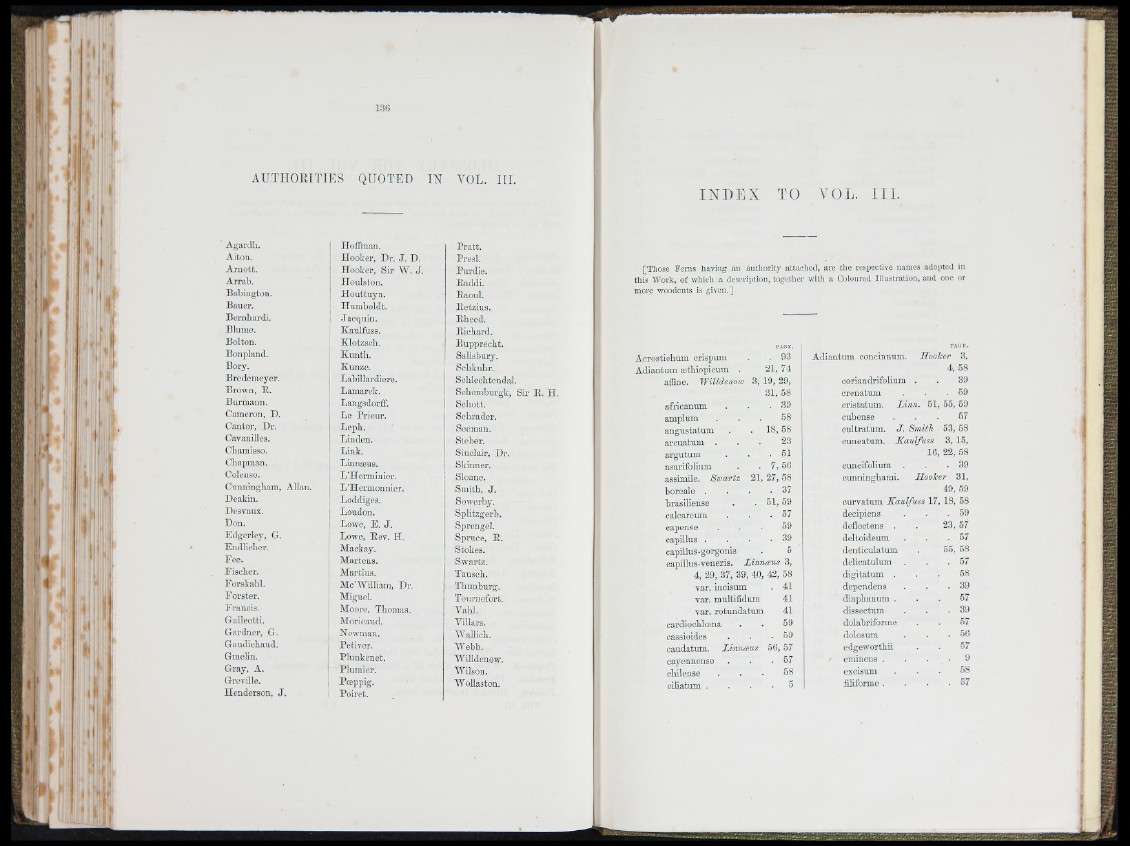 136
AUTHORITIES QUOTED IN VOL. III.
Agardh.
Aiton.
Arnott.
Arrab.
Babington.
Bauer.
Bernhardi.
Blume.
Bolton.
Bonpland.
Bory.
Bredemeyer.
Brown, R.
Burmann.
Cameron, D.
Cantor, Dr.
Cavanilles.
Chamisso.
Chapman.
Colenso.
Cunningham, Allan.
Deakin.
Desvaux.
Don.
Edgerley, G.
Endlicher.
Fee.
Fischer.
Forskahl.
Forster.
Francis.
Galleotti.
Gardner, G.
Gaudichaud.
Gmelin.
Gray, A.
Greville.
Henderson, J.
Hoffman.
Hooker, Dr. J. D.
Hooker, Sir W. J.
Houlston.
Houttuyn.
Humboldt.
Jacquin.
Kaulfuss.
Klotzsch.
Kunth.
Kunze.
Labillardiere.
Lamarck.
Langsdorff.
Le Prieur.
Leph.
Linden.
Link.
Linnæus.
L'Herminier.
L'Hermonnier.
Loddiges.
Loudon.
Lowe, E. J.
Lowe, Rev. H.
Mackay.
Martens.
Martius.
Mc'William, Dr.
Miguel.
Moore, Thomas.
Moricaud.
Newman.
Petiver.
Plunkenet.
Plumier.
Pœppig.
Poiret.
Pratt.
Presl.
Purdie.
Raddi.
Raoul.
Retzius.
Rheed.
Richard.
Rupprecht.
Salisbury.
Schkuhr.
Schlechtendal.
Schomburgk, Sir R. H.
Schott.
Schrader.
Seeman.
Sieber.
Sinclair, Dr.
Skinner.
Sloane.
Smith, J.
Sowerby.
Splitzgerb.
Sprengel.
Spruce, R.
Stokes.
Swartz.
Tausch.
Thunburg.
Tournefort.
Vahl.
Villars.
Wallich.
Webb.
Willdenow.
Wilson.
Wollaston.
INDEX TO VOL. III.
[Those Ferns having an authority attached, are the respective names adopted in
this Work, of which a description, together with a Coloured Illustration, and one or
more woodcuts is given.]
PAGE.
Acrostichum crispum . . 93
Adiantum æthiopicum . 21, 74
affine. Willdenow 3, 19, 29,
31, 58
africanum . . . 39
amplum . . . 58
angustatum . . 18, 58
arcuatum . . . 23
argutum . . . 51
asarifolium . . 7, 56
assimile. Swartz 21, 27, 58
boreale . . . . 37
brasiliense . . 51, 59
calcareum . . . 57
capense . . . 59
capillus . . . . 39
capillus-gorgonis . 5
capillus-veneris. Linnæus 3,
4, 29, 37, 39, 40, 42, 58
var. incisum . 41
var. multifidum 41
var. rotundatum 41
cardiochlæna . . 59
cassioides . . . 59
caudatum. Linnæus 56, 57
cayennense . . . 57
chilense . . . 58
ciliatum . . . . 5
PAGE.
Adiantum concinnum. Hooker 3,
4, 58
coriandrifolium . . 39
crenatum . . . 59
cristatum. Linn. 51, 55, 59
cubense . . . 57
cultratum. J. Smith 53, 58
cuneatum. Kaulfuss 3, 15,
16, 22, 58
cuneifolium . . . 39
cunninghami. Hooker 31,
49, 59
curvatum Kaulfuss 17, 18, 58
decipiens . . . 59
deflectens . . 23, 57
deltoideum . . . 57
denticulatum . 55, 58
delicatulum . . . 57
digitatum . . . 58
dependens . . . 39
diaphanum . . . 57
dissectum . . . 39
dolabriforme . . 57
dolosum . . . 56
edgeworthii . . 57
eminens . . . . 9
excisum . . . 58
filiforme . . . . 57